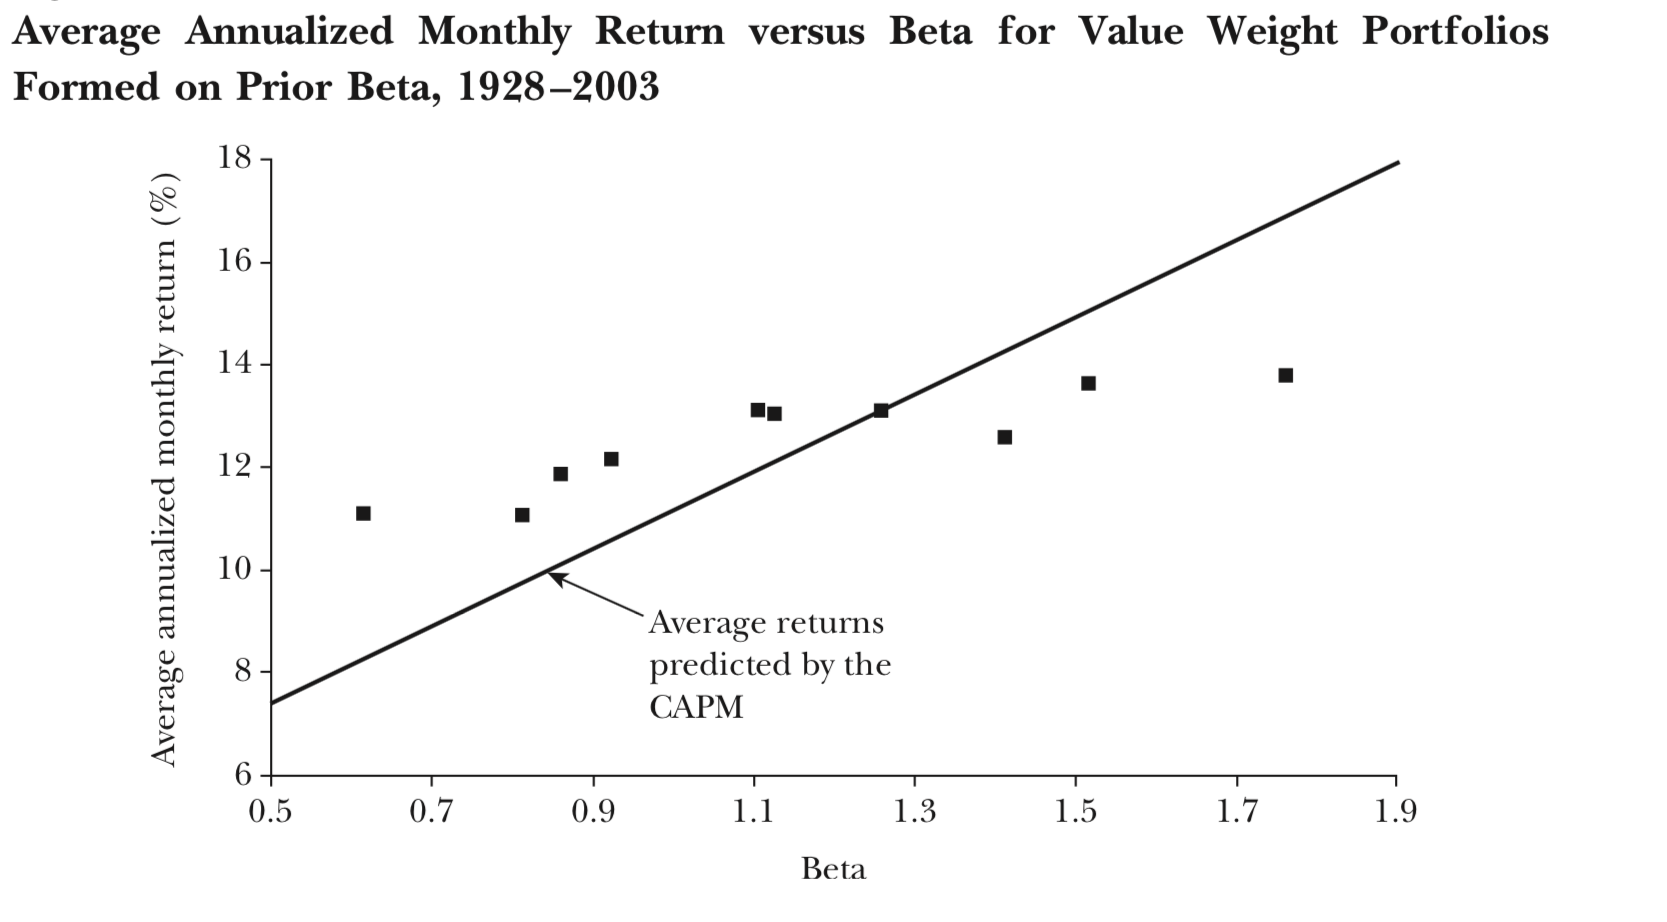 Average Annualized Monthly Return versus Beta for Value Weight Portfolios
Formed on Prior Beta, 1928–2003
Average annualized monthly return (%)
18
16
14
12
10
8
6
Average returns
predicted by the
CAPM
0.5 0.7 0.9 1.1 1.3 1.5 1.7 1.9
Beta